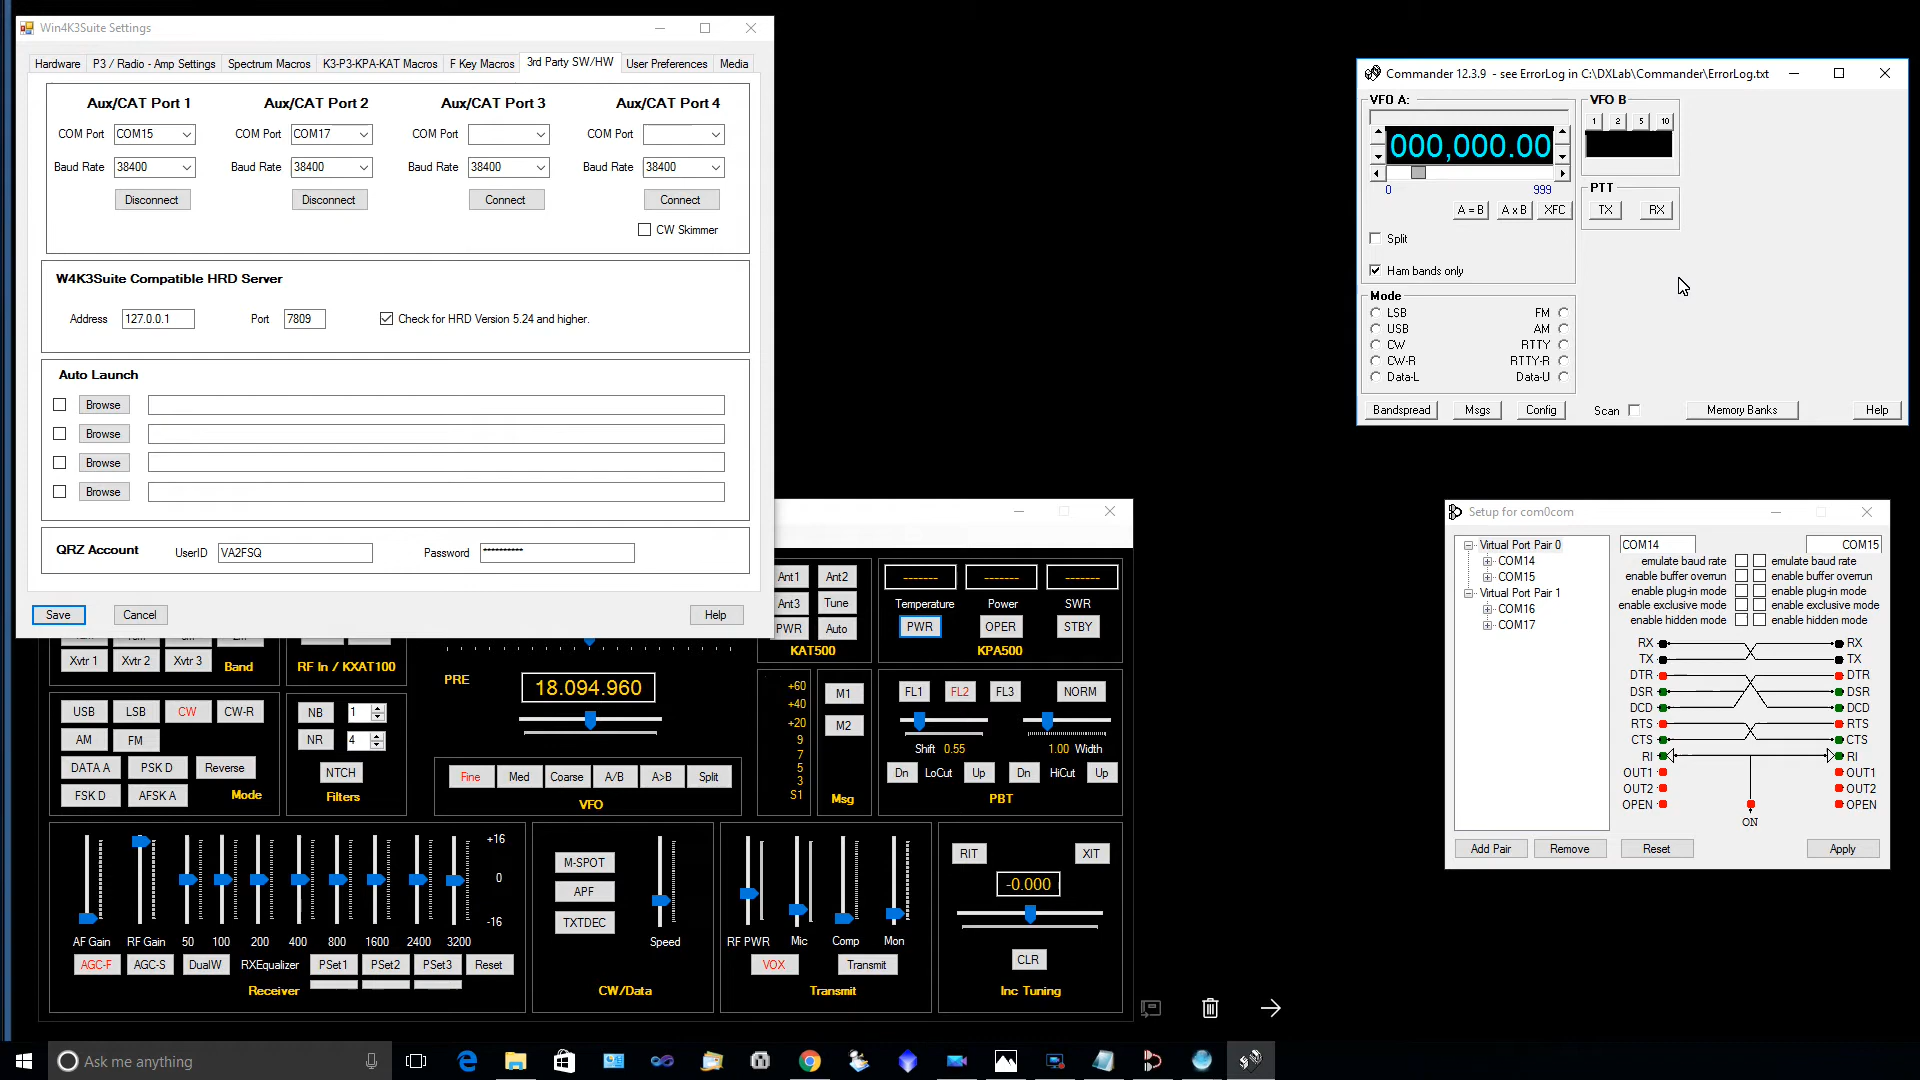 Win4K3Suite Settings
Hardware P3 / Radio - Amp Settings Spectrum Macros K3-P3-KPA-KAT Macros F Key Macros 3rd Party SW/HW User Preferences Media
Aux/CAT Port 1 Aux/CAT Port 2 Aux/CAT Port 3 Aux/CAT Port 4
COM Port COM15 COM Port COM17 COM Port COM Port
Baud Rate 38400 Baud Rate 38400 Baud Rate 38400 Baud Rate 38400
Disconnect Disconnect Connect Connect
CW Skimmer
W4K3Suite Compatible HRD Server
Address 127.0.0.1 Port 7809 Check for HRD Version 5.24 and higher.
Auto Launch
Browse
Browse
Browse
Browse
QRZ Account UserID VA2FSQ Password **********
Save Cancel Help
Commander 12.3.9 - see ErrorLog in C:\DXLab\Commander\ErrorLog.txt
VFO A: VFO B
1 2 5 10
000,000.00
0 999
PTT
A = B A x B XFC TX RX
Split
Ham bands only
Mode
LSB FM
USB AM
CW RTTY
CW-R RTTY-R
Data-L Data-U
Bandspread Msgs Config Scan Memory Banks Help
Setup for com0com
Virtual Port Pair 0
COM14
COM15
Virtual Port Pair 1
COM16
COM17
COM14 COM15
emulate baud rate emulate baud rate
enable buffer overrun enable buffer overrun
enable plug-in mode enable plug-in mode
enable exclusive mode enable exclusive mode
enable hidden mode enable hidden mode
RX RX
TX TX
DTR DTR
DSR DSR
DCD DCD
RTS RTS
CTS CTS
RI RI
OUT1 OUT1
OUT2 OUT2
OPEN OPEN
ON
Add Pair Remove Reset Apply
Ant1 Ant2
Ant3 Tune
PWR Auto
KAT500
------- ------- -------
Temperature Power SWR
PWR OPER STBY
KPA500
Xvtr 1 Xvtr 2 Xvtr 3 Band
RF In / KXAT100
PRE
18.094.960
USB LSB CW CW-R
AM FM
DATA A PSK D Reverse
FSK D AFSK A Mode
NB 1
NR 4
NTCH
Filters
Fine Med Coarse A/B A>B Split
VFO
+60
+40
+20
9
7
5
3
S1
M1
M2
Msg
FL1 FL2 FL3 NORM
Shift 0.55 1.00 Width
Dn LoCut Up Dn HiCut Up
PBT
+16
0
-16
AF Gain RF Gain 50 100 200 400 800 1600 2400 3200
AGC-F AGC-S DualW RXEqualizer PSet1 PSet2 PSet3 Reset
Receiver
M-SPOT
APF
TXTDEC
Speed
CW/Data
RF PWR Mic Comp Mon
VOX Transmit
Transmit
RIT XIT
-0.000
CLR
Inc Tuning
Ask me anything